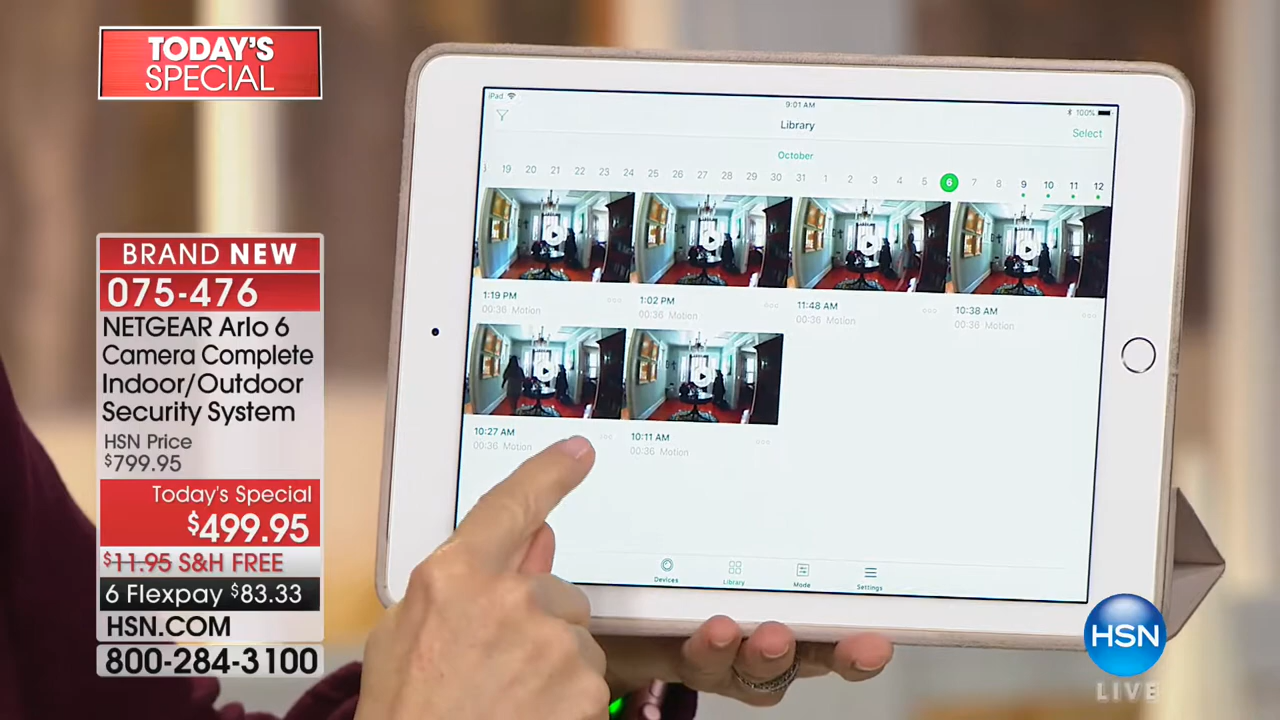 TODAY'S
SPECIAL
BRAND NEW
075-476
NETGEAR Arlo 6
Camera Complete
Indoor/Outdoor
Security System
HSN Price
$799.95
Today's Special
$499.95
$11.95 S&H FREE
6 Flexpay $83.33
HSN.COM
800-284-3100
iPad
9:01 AM
100%
Library
Select
October
19 20 21 22 23 24 25 26 27 28 29 30 31 1 2 3 4 5 6 7 8 9 10 11 12
1:19 PM
00:36 Motion
1:02 PM
00:36 Motion
11:48 AM
00:36 Motion
10:38 AM
00:36 Motion
10:27 AM
00:36 Motion
10:11 AM
00:36 Motion
Devices
Library
Mode
Settings
HSN
LIVE